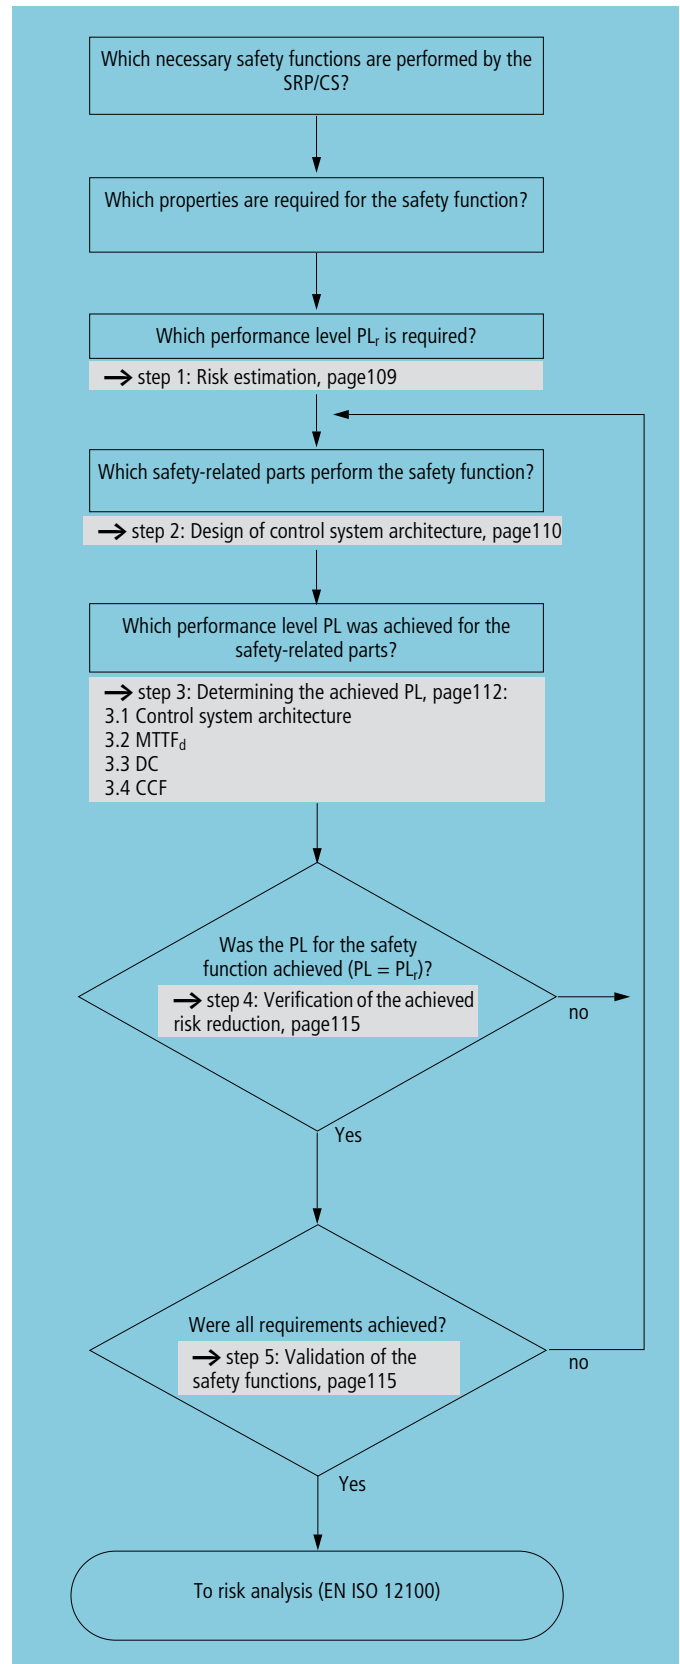 Which necessary safety functions are performed by the
SRP/CS?
Which properties are required for the safety function?
Which performance level PLr is required?
→ step 1: Risk estimation, page109
Which safety-related parts perform the safety function?
→ step 2: Design of control system architecture, page110
Which performance level PL was achieved for the
safety-related parts?
→ step 3: Determining the achieved PL, page112:
3.1 Control system architecture
3.2 MTTFd
3.3 DC
3.4 CCF
Was the PL for the safety
function achieved (PL = PLr)?
→ step 4: Verification of the achieved
risk reduction, page115
no
Yes
Were all requirements achieved?
→ step 5: Validation of the
safety functions, page115
no
Yes
To risk analysis (EN ISO 12100)